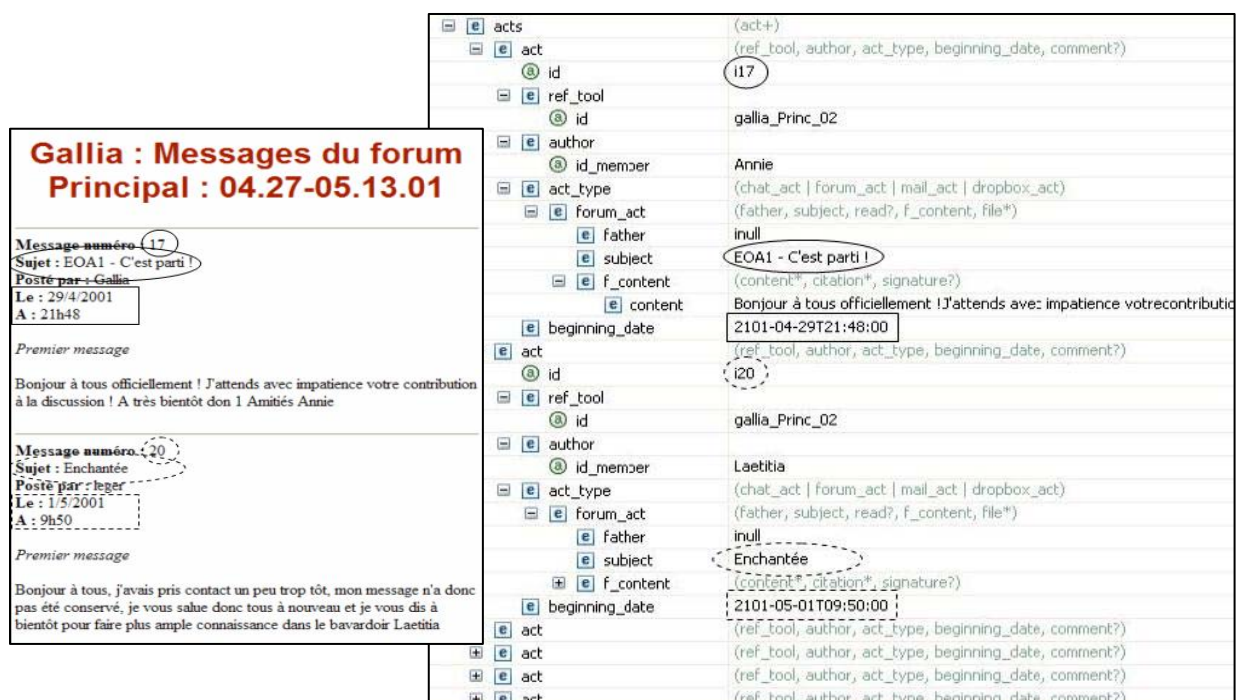 Gallia : Messages du forum
Principal : 04.27-05.13.01
Message numéro : 17
Sujet : EOA1 - C'est parti !
Posté par : Gallia
Le : 29/4/2001
A : 21h48
Premier message
Bonjour à tous officiellement ! J'attends avec impatience votre contribution
à la discussion ! A très bientôt don 1 Amitiés Annie
Message numéro : 20
Sujet : Enchantée
Posté par : leger
Le : 1/5/2001
A : 9h50
Premier message
Bonjour à tous, j'avais pris contact un peu trop tôt, mon message n'a donc
pas été conservé, je vous salue donc tous à nouveau et je vous dis à
bientôt pour faire plus ample connaissance dans le bavardoir Laetitia
e acts (act+)
e act (ref_tool, author, act_type, beginning_date, comment?)
a id i17
e ref_tool
a id gallia_Princ_02
e author
a id_member Annie
e act_type (chat_act | forum_act | mail_act | dropbox_act)
e forum_act (father, subject, read?, f_content, file*)
e father inull
e subject EOA1 - C'est parti !
e f_content (content*, citation*, signature?)
e content Bonjour à tous officiellement !J'attends avec impatience votrecontributio
e beginning_date 2101-04-29T21:48:00
e act (ref_tool, author, act_type, beginning_date, comment?)
a id i20
e ref_tool
a id gallia_Princ_02
e author
a id_member Laetitia
e act_type (chat_act | forum_act | mail_act | dropbox_act)
e forum_act (father, subject, read?, f_content, file*)
e father inull
e subject Enchantée
e f_content (content*, citation*, signature?)
e beginning_date 2101-05-01T09:50:00
e act (ref_tool, author, act_type, beginning_date, comment?)
e act (ref_tool, author, act_type, beginning_date, comment?)
e act (ref_tool, author, act_type, beginning_date, comment?)
e act (ref_tool, author, act_type, beginning_date, comment?)